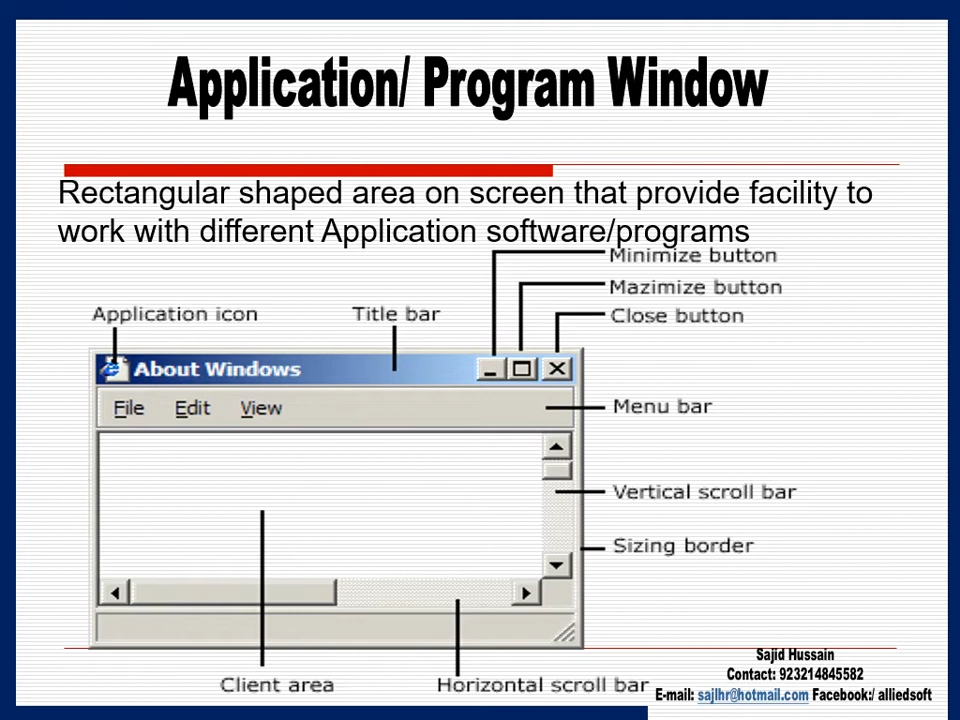 Application/ Program Window
Rectangular shaped area on screen that provide facility to
work with different Application software/programs
Minimize button
Mazimize button
Close button
Application icon
Title bar
About Windows
File Edit View
Menu bar
Vertical scroll bar
Sizing border
Client area
Horizontal scroll bar
Sajid Hussain
Contact: 923214845582
E-mail: sajlhr@hotmail.com Facebook:/ alliedsoft